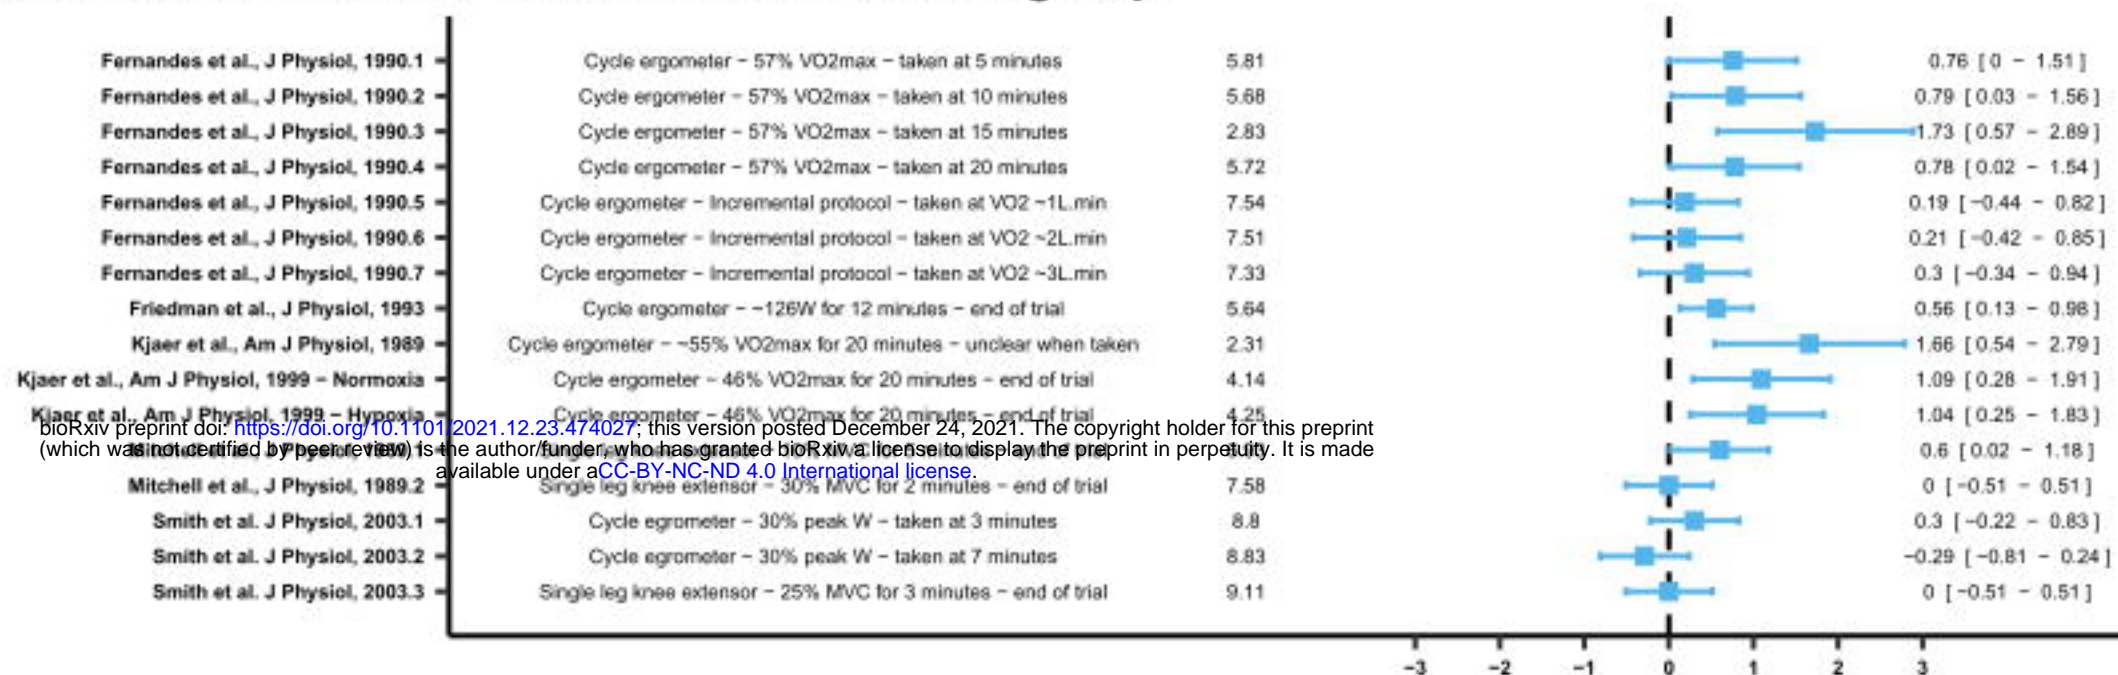 Fernandes et al., J Physiol, 1990.1 Cycle ergometer − 57% VO2max − taken at 5 minutes 5.81 0.76 [ 0 − 1.51 ]
Fernandes et al., J Physiol, 1990.2 Cycle ergometer − 57% VO2max − taken at 10 minutes 5.68 0.79 [ 0.03 − 1.56 ]
Fernandes et al., J Physiol, 1990.3 Cycle ergometer − 57% VO2max − taken at 15 minutes 2.83 1.73 [ 0.57 − 2.89 ]
Fernandes et al., J Physiol, 1990.4 Cycle ergometer − 57% VO2max − taken at 20 minutes 5.72 0.78 [ 0.02 − 1.54 ]
Fernandes et al., J Physiol, 1990.5 Cycle ergometer − Incremental protocol − taken at VO2 ~1L.min 7.54 0.19 [ −0.44 − 0.82 ]
Fernandes et al., J Physiol, 1990.6 Cycle ergometer − Incremental protocol − taken at VO2 ~2L.min 7.51 0.21 [ −0.42 − 0.85 ]
Fernandes et al., J Physiol, 1990.7 Cycle ergometer − Incremental protocol − taken at VO2 ~3L.min 7.33 0.3 [ −0.34 − 0.94 ]
Friedman et al., J Physiol, 1993 Cycle ergometer − ~126W for 12 minutes − end of trial 5.64 0.56 [ 0.13 − 0.98 ]
Kjaer et al., Am J Physiol, 1989 Cycle ergometer − ~55% VO2max for 20 minutes − unclear when taken 2.31 1.66 [ 0.54 − 2.79 ]
Kjaer et al., Am J Physiol, 1999 − Normoxia Cycle ergometer − 46% VO2max for 20 minutes − end of trial 4.14 1.09 [ 0.28 − 1.91 ]
Kjaer et al., Am J Physiol, 1999 − Hypoxia Cycle ergometer − 46% VO2max for 20 minutes − end of trial 4.25 1.04 [ 0.25 − 1.83 ]
bioRxiv preprint doi: https://doi.org/10.1101/2021.12.23.474027; this version posted December 24, 2021. The copyright holder for this preprint
(which was not certified by peer review) is the author/funder, who has granted bioRxiv a license to display the preprint in perpetuity. It is made
0.6 [ 0.02 − 1.18 ]
available under aCC-BY-NC-ND 4.0 International license.
Mitchell et al., J Physiol, 1989.2 Single leg knee extensor − 30% MVC for 2 minutes − end of trial 7.58 0 [ −0.51 − 0.51 ]
Smith et al. J Physiol, 2003.1 Cycle egrometer − 30% peak W − taken at 3 minutes 8.8 0.3 [ −0.22 − 0.83 ]
Smith et al. J Physiol, 2003.2 Cycle egrometer − 30% peak W − taken at 7 minutes 8.83 −0.29 [ −0.81 − 0.24 ]
Smith et al. J Physiol, 2003.3 Single leg knee extensor − 25% MVC for 3 minutes − end of trial 9.11 0 [ −0.51 − 0.51 ]
−3 −2 −1 0 1 2 3